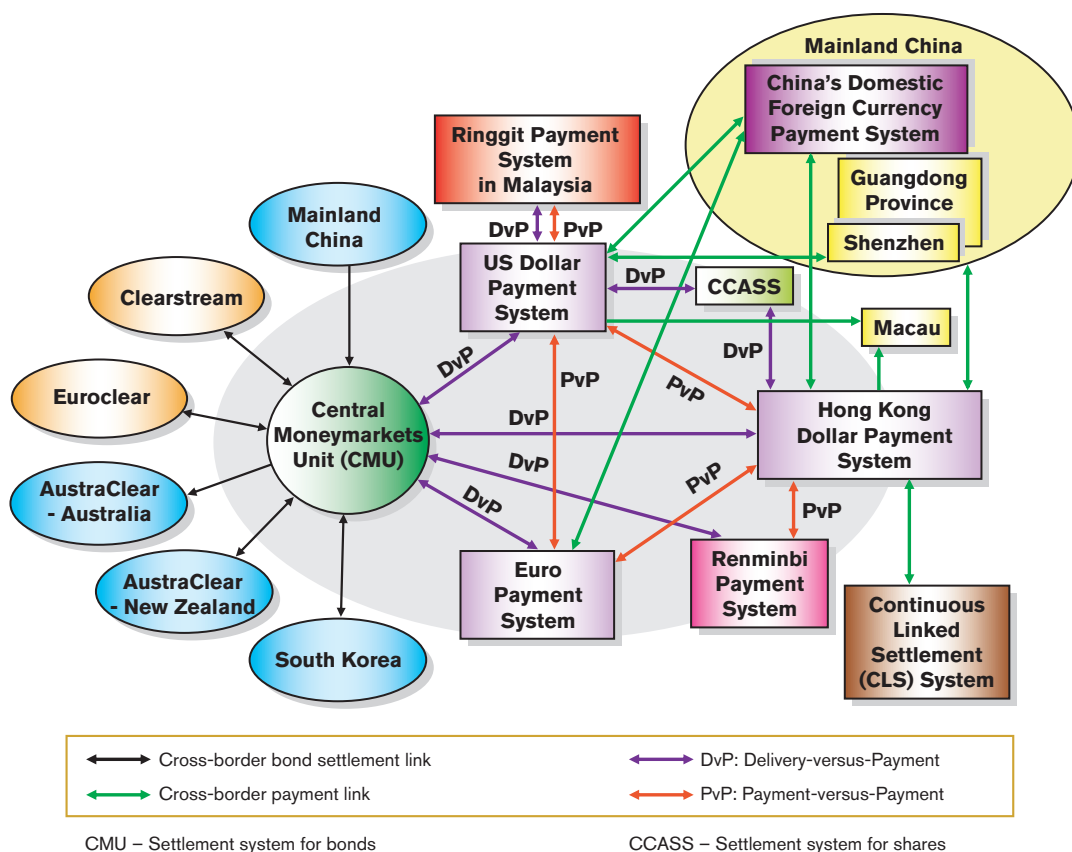 Mainland China
China's Domestic
Foreign Currency
Payment System
Guangdong
Province
Shenzhen
Ringgit Payment
System
in Malaysia
DvP
PvP
Mainland
China
US Dollar
Payment
System
DvP
CCASS
Clearstream
Macau
DvP
DvP
PvP
PvP
Euroclear
Central
Moneymarkets
Unit (CMU)
DvP
Hong Kong
Dollar Payment
System
DvP
PvP
AustraClear
- Australia
DvP
PvP
AustraClear
- New Zealand
Euro
Payment
System
Renminbi
Payment
System
South Korea
Continuous
Linked
Settlement
(CLS) System
Cross-border bond settlement link
DvP: Delivery-versus-Payment
Cross-border payment link
PvP: Payment-versus-Payment
CMU – Settlement system for bonds
CCASS – Settlement system for shares